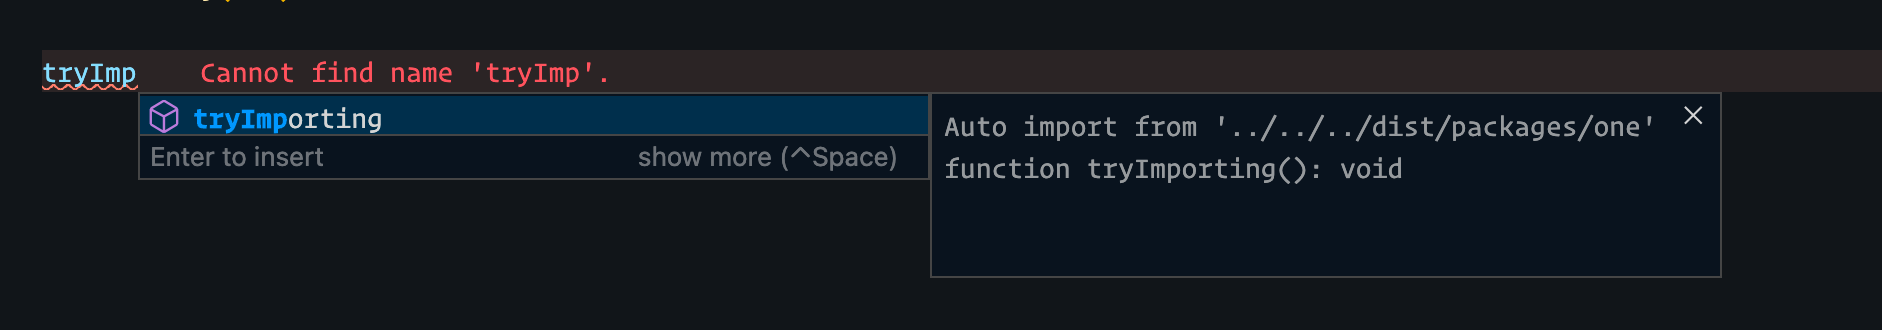 tryImp Cannot find name 'tryImp'.
tryImporting
Enter to insert show more (^Space)
Auto import from '../../../dist/packages/one'
function tryImporting(): void